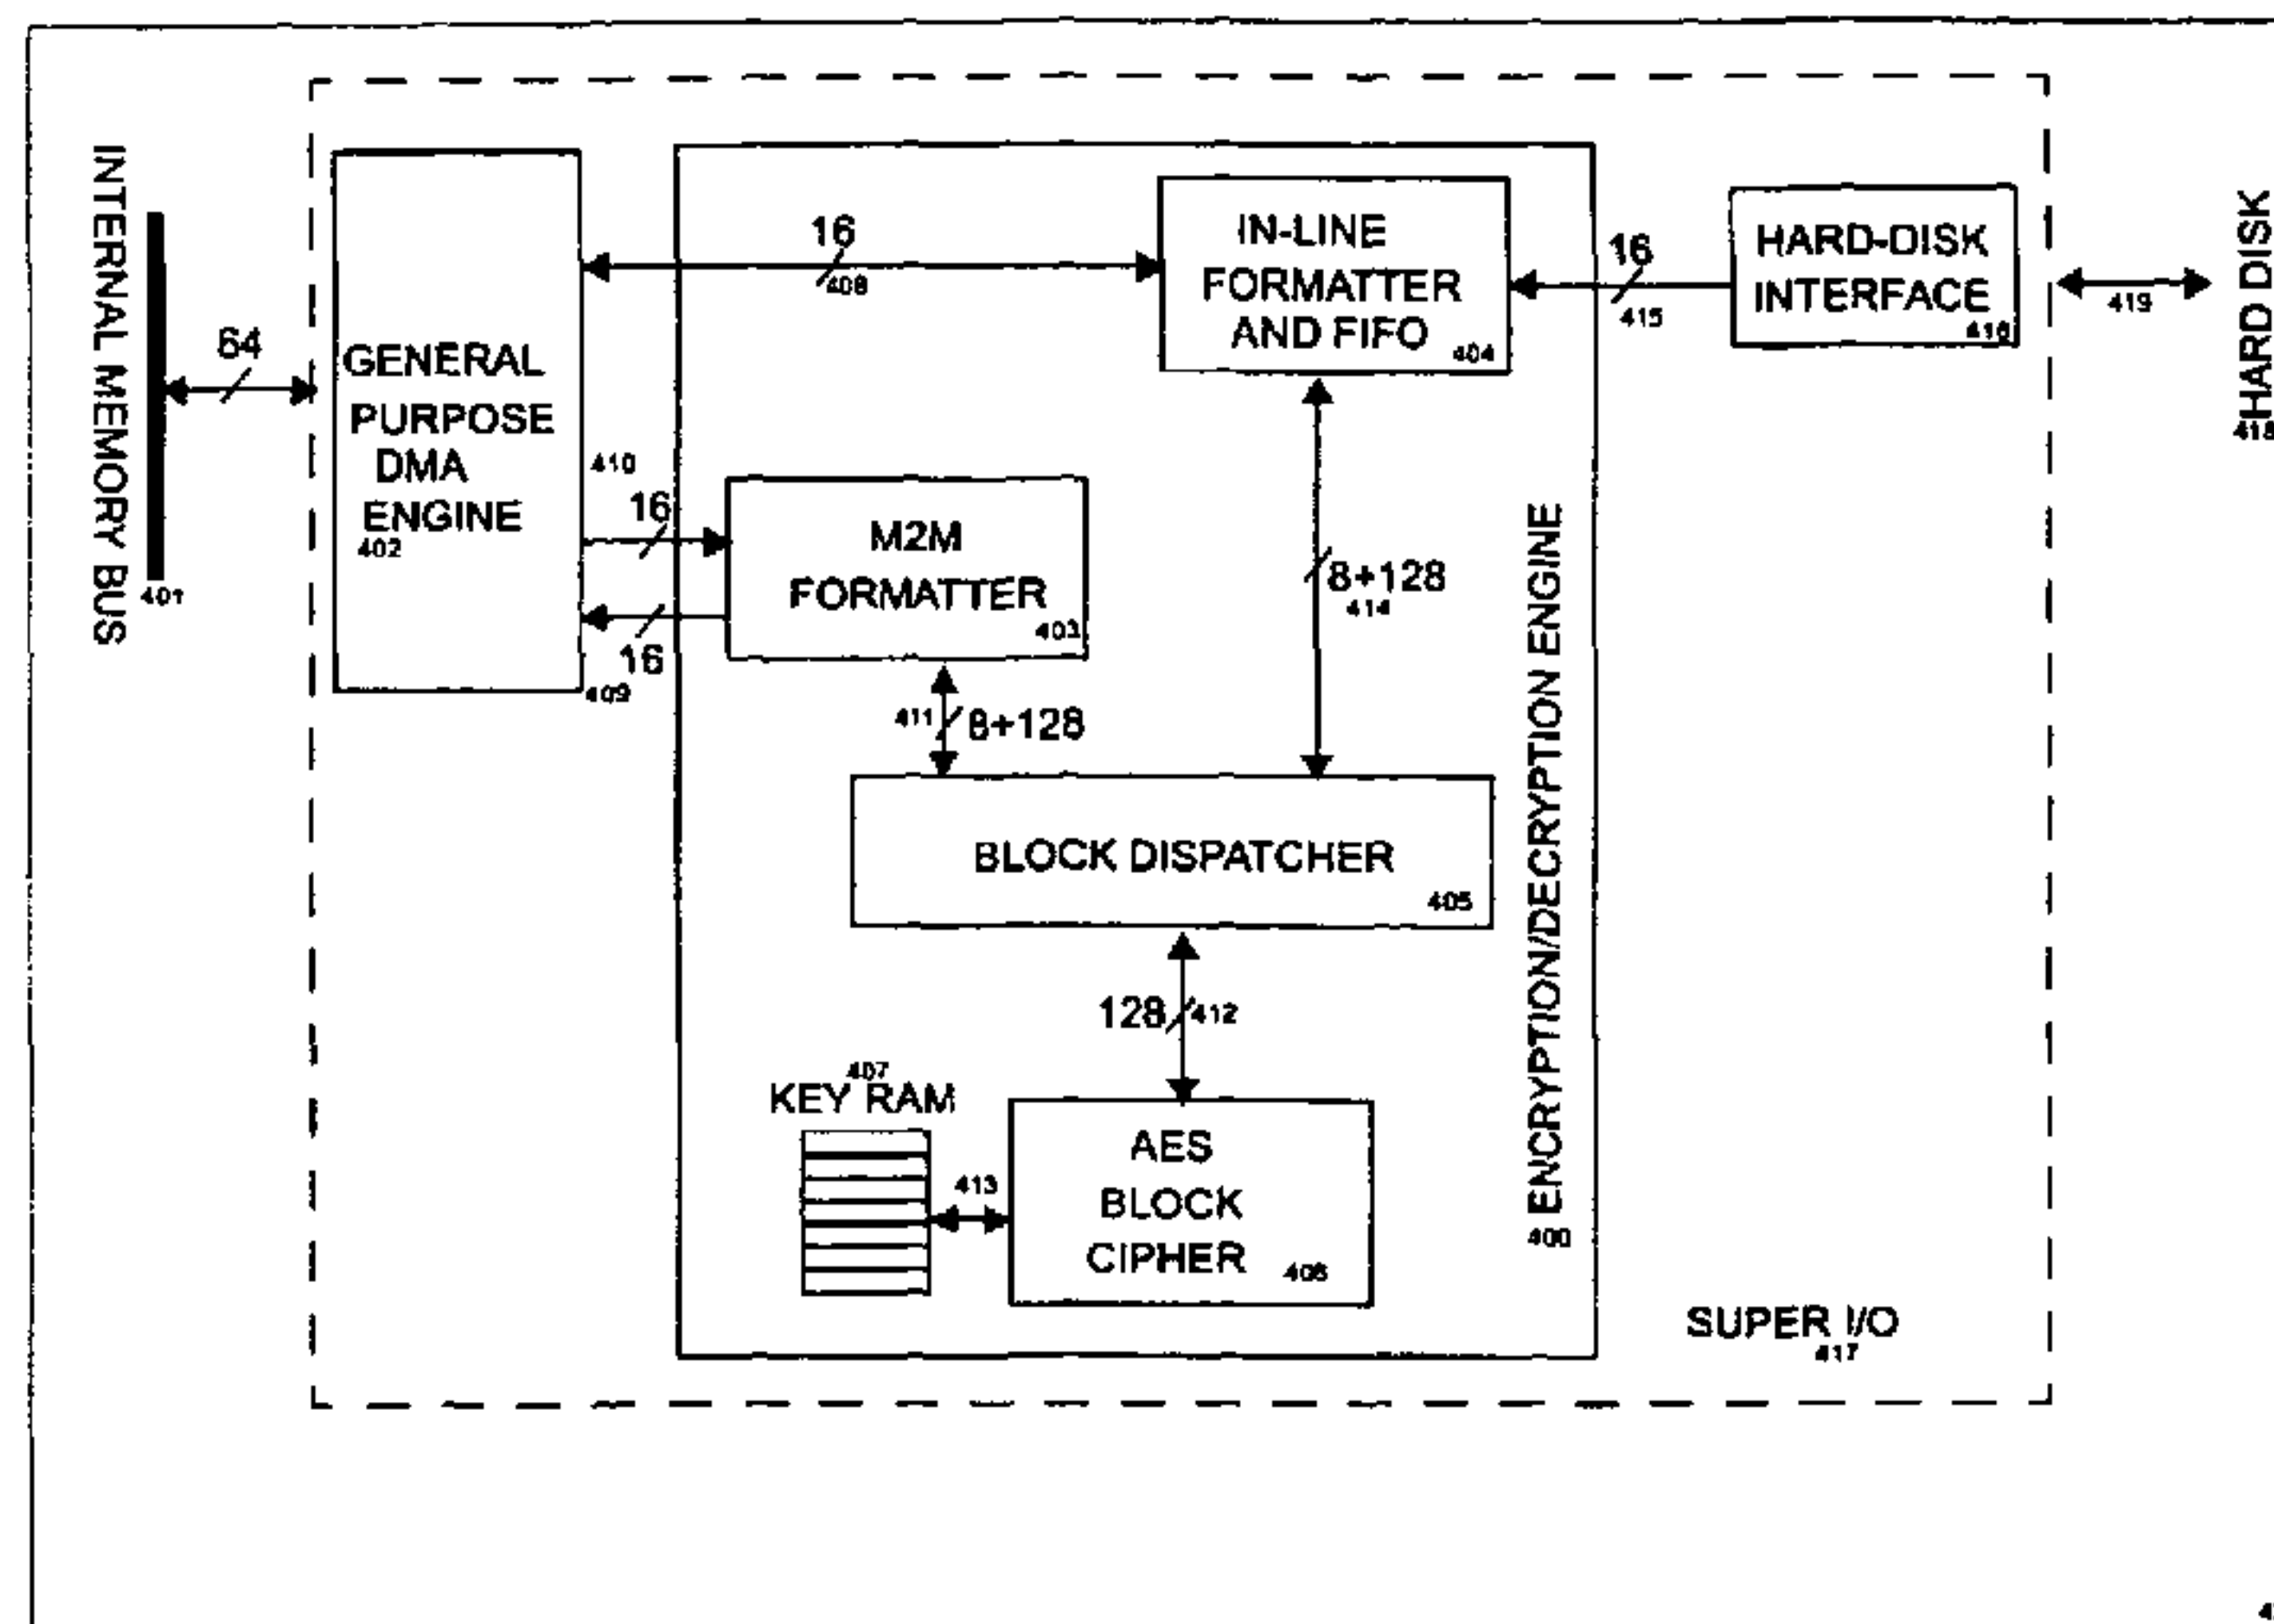 INTERNAL MEMORY BUS
401
64
GENERAL
PURPOSE
DMA
ENGINE
402
16
408
IN-LINE
FORMATTER
AND FIFO
404
16
415
HARD-DISK
INTERFACE
416
419
HARD DISK
418
410
16
M2M
FORMATTER
403
16
409
8+128
414
411
8+128
BLOCK DISPATCHER
405
ENCRYPTION/DECRYPTION ENGINE
400
128
412
407
KEY RAM
413
AES
BLOCK
CIPHER
406
SUPER I/O
417